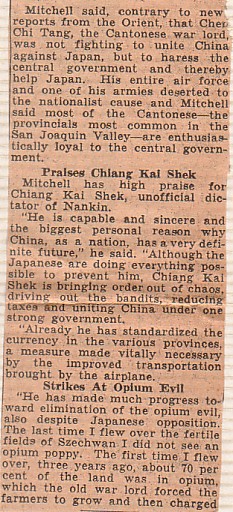 Mitchell said, contrary to news
reports from the Orient, that Chen
Chi Tang, the Cantonese war lord,
was not fighting to unite China
against Japan, but to haress the
central government and thereby
help Japan. His entire air force
and one of his armies deserted to
the nationalist cause and Mitchell
said most of the Cantonese—the
provincials most common in the
San Joaquin Valley—are enthusias-
tically loyal to the central govern-
ment.
Praises Chiang Kai Shek
Mitchell has high praise for
Chiang Kai Shek, unofficial dic-
tator of Nankin.
"He is capable and sincere and
the biggest personal reason why
China, as a nation, has a very defi-
nite future," he said. "Although the
Japanese are doing everything pos-
sible to prevent him, Chiang Kai
Shek is bringing order out of chaos,
driving out the bandits, reducing
taxes and uniting China under one
strong government.
"Already he has standardized the
currency in the various provinces,
a measure made vitally necessary
by the improved transportation
brought by the airplane.
Strikes At Opium Evil
"He has made much progress to-
ward elimination of the opium evil,
also despite Japanese opposition.
The last time I flew over the fertile
fields of Szechwan I did not see an
opium poppy. The first time I flew
over, three years ago, about 70 per
cent of the land was in opium,
which the old war lord forced the
farmers to grow and then charged